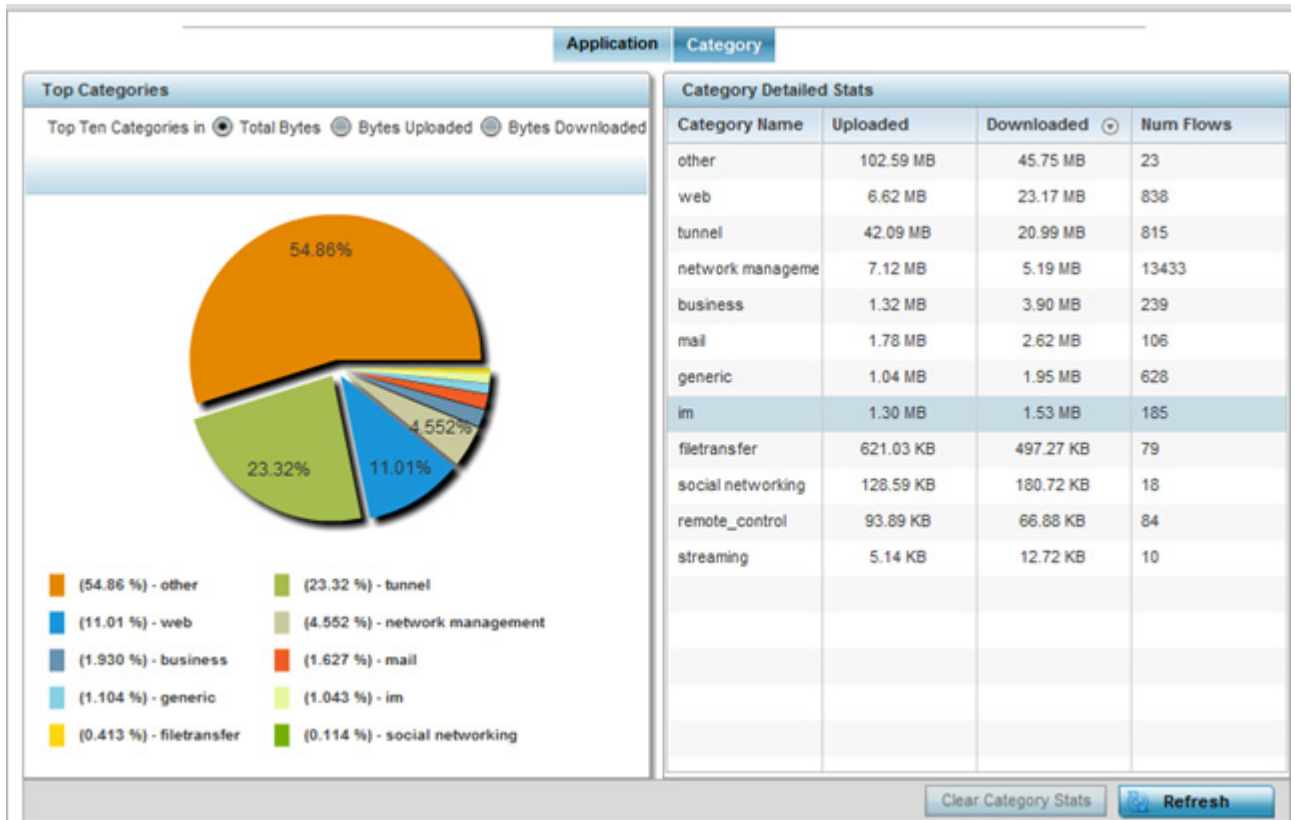 Application Category
Top Categories
Top Ten Categories in Total Bytes Bytes Uploaded Bytes Downloaded
54.86%
4.552%
23.32%
11.01%
(54.86 %) - other (23.32 %) - tunnel
(11.01 %) - web (4.552 %) - network management
(1.930 %) - business (1.627 %) - mail
(1.104 %) - generic (1.043 %) - im
(0.413 %) - filetransfer (0.114 %) - social networking
Category Detailed Stats
Category Name Uploaded Downloaded Num Flows
other 102.59 MB 45.75 MB 23
web 6.62 MB 23.17 MB 838
tunnel 42.09 MB 20.99 MB 815
network manageme 7.12 MB 5.19 MB 13433
business 1.32 MB 3.90 MB 239
mail 1.78 MB 2.62 MB 106
generic 1.04 MB 1.95 MB 628
im 1.30 MB 1.53 MB 185
filetransfer 621.03 KB 497.27 KB 79
social networking 128.59 KB 180.72 KB 18
remote_control 93.89 KB 66.88 KB 84
streaming 5.14 KB 12.72 KB 10
Clear Category Stats Refresh